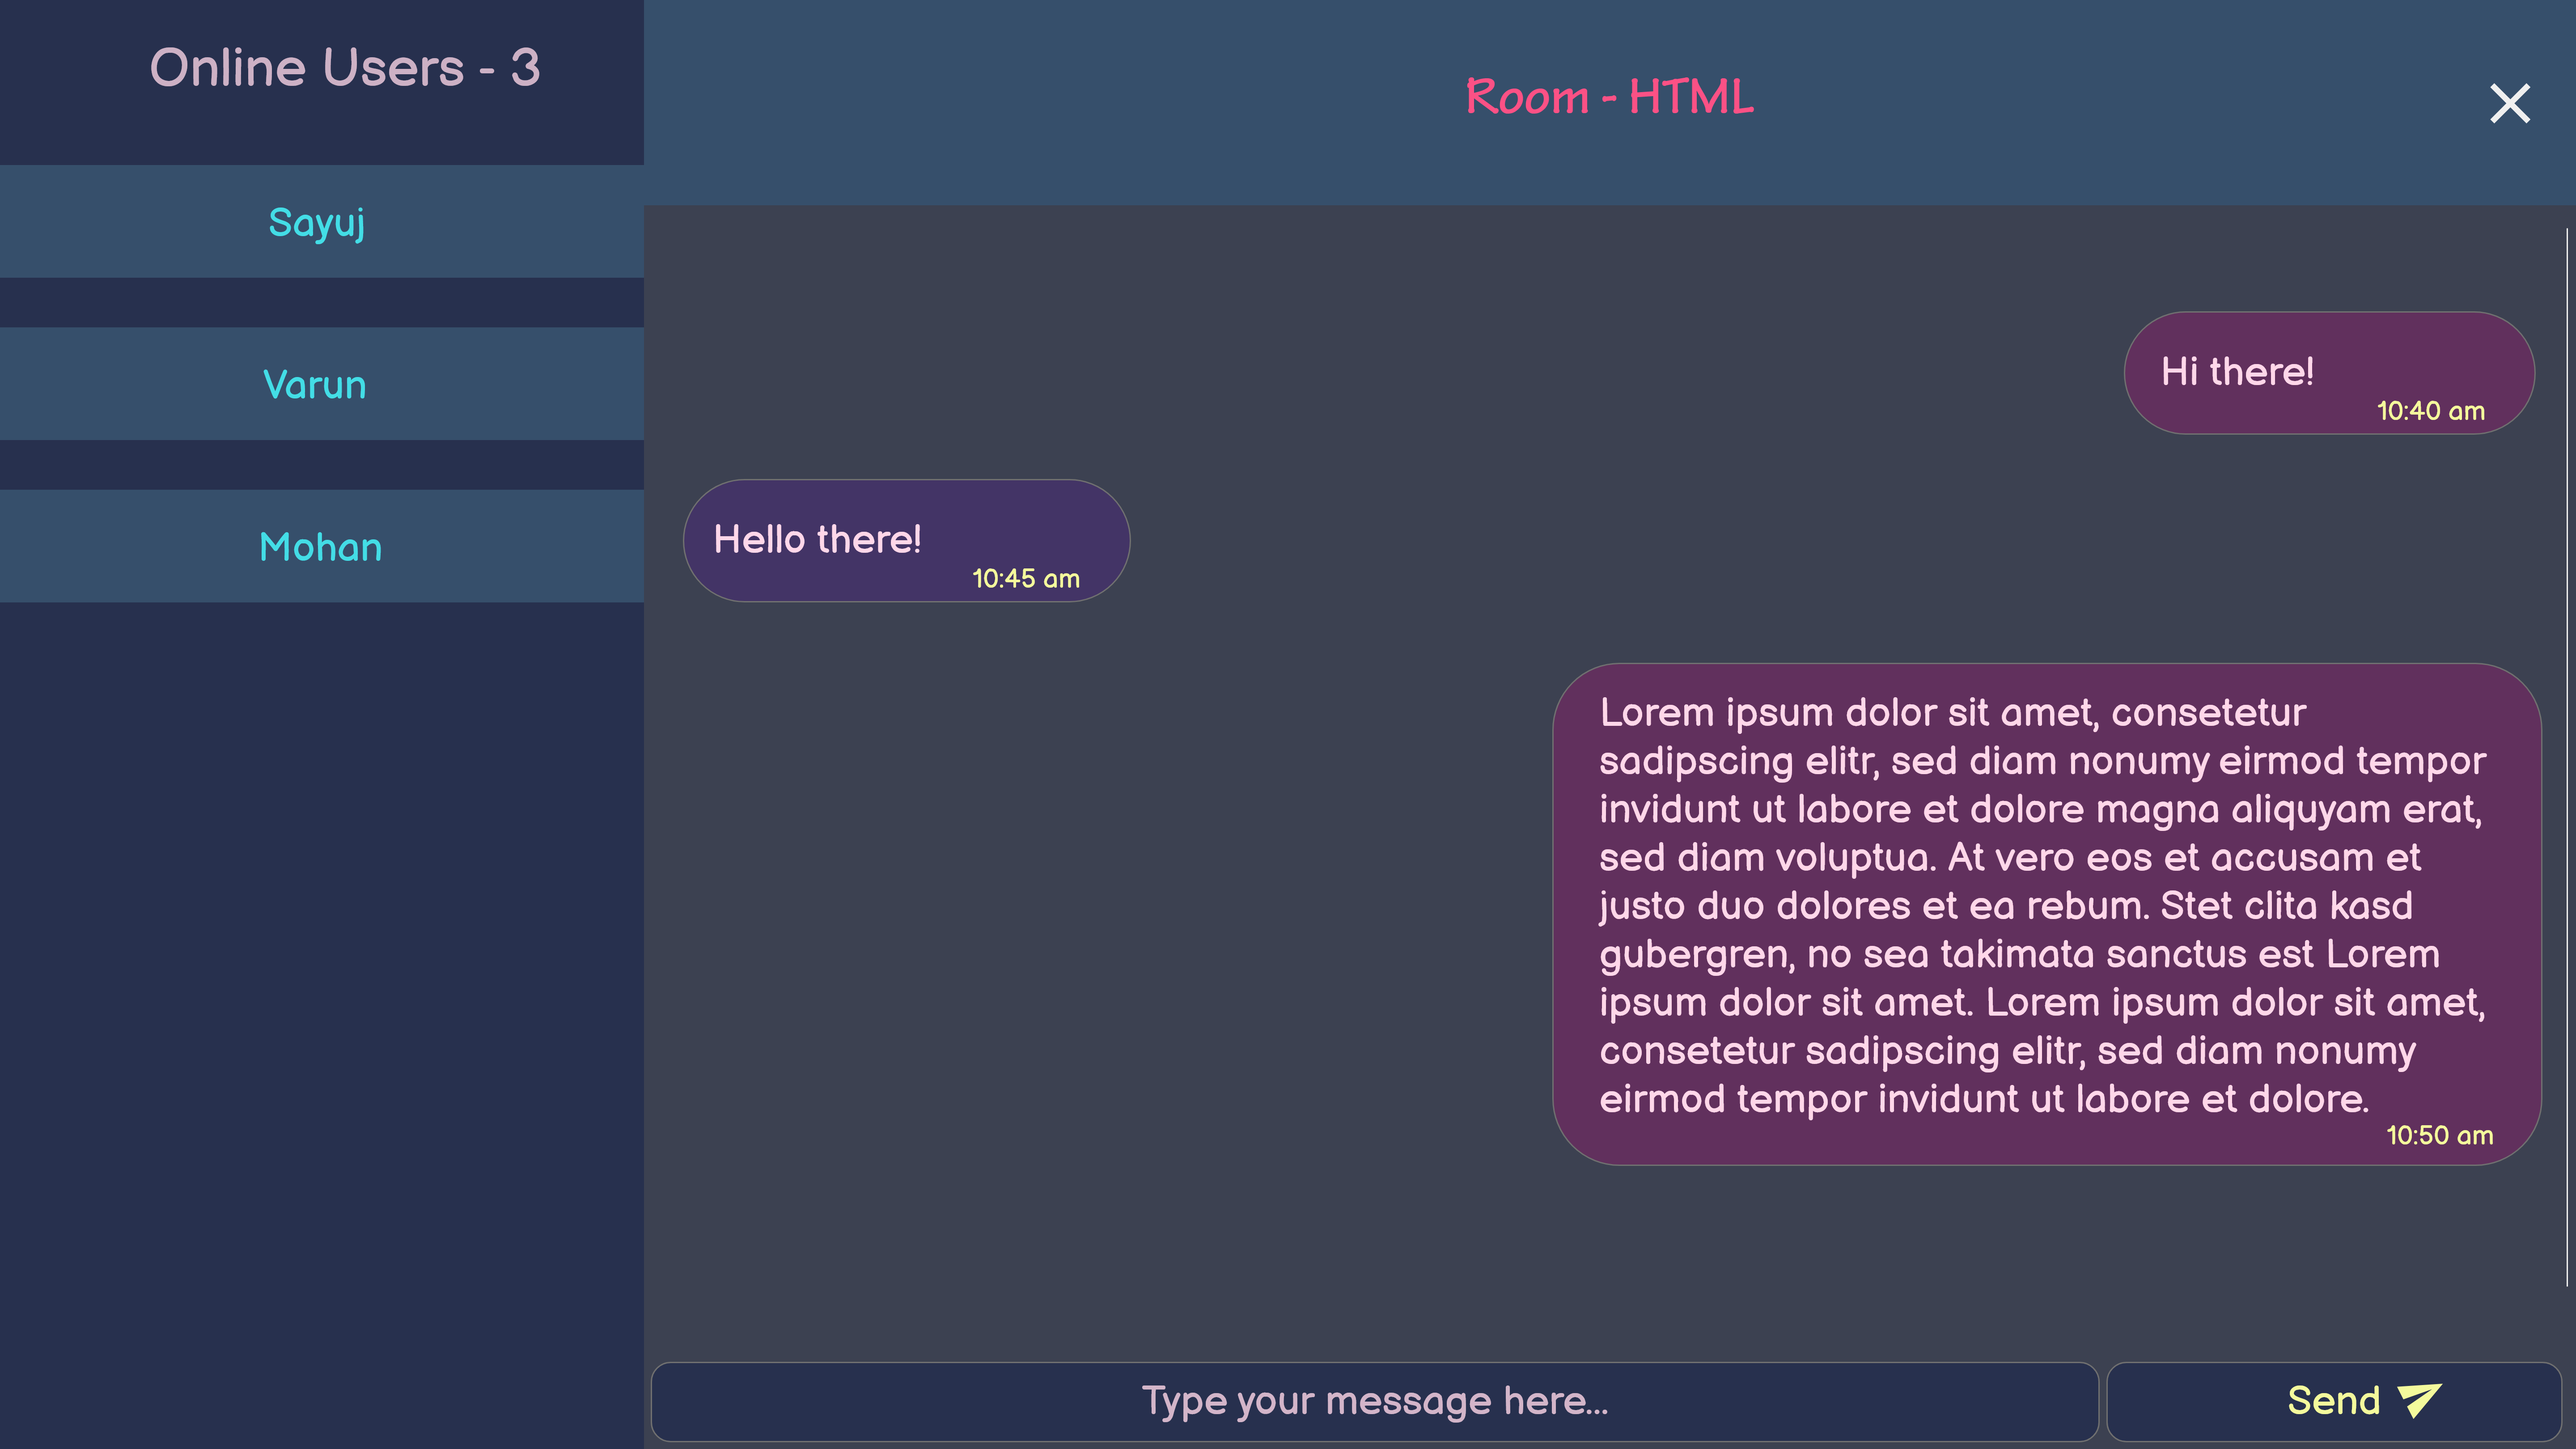 Online Users - 3
Sayuj
Varun
Mohan
Room - HTML
Hi there!
10:40 am
Hello there!
10:45 am
Lorem ipsum dolor sit amet, consetetur
sadipscing elitr, sed diam nonumy eirmod tempor
invidunt ut labore et dolore magna aliquyam erat,
sed diam voluptua. At vero eos et accusam et
justo duo dolores et ea rebum. Stet clita kasd
gubergren, no sea takimata sanctus est Lorem
ipsum dolor sit amet. Lorem ipsum dolor sit amet,
consetetur sadipscing elitr, sed diam nonumy
eirmod tempor invidunt ut labore et dolore.
10:50 am
Type your message here...
Send